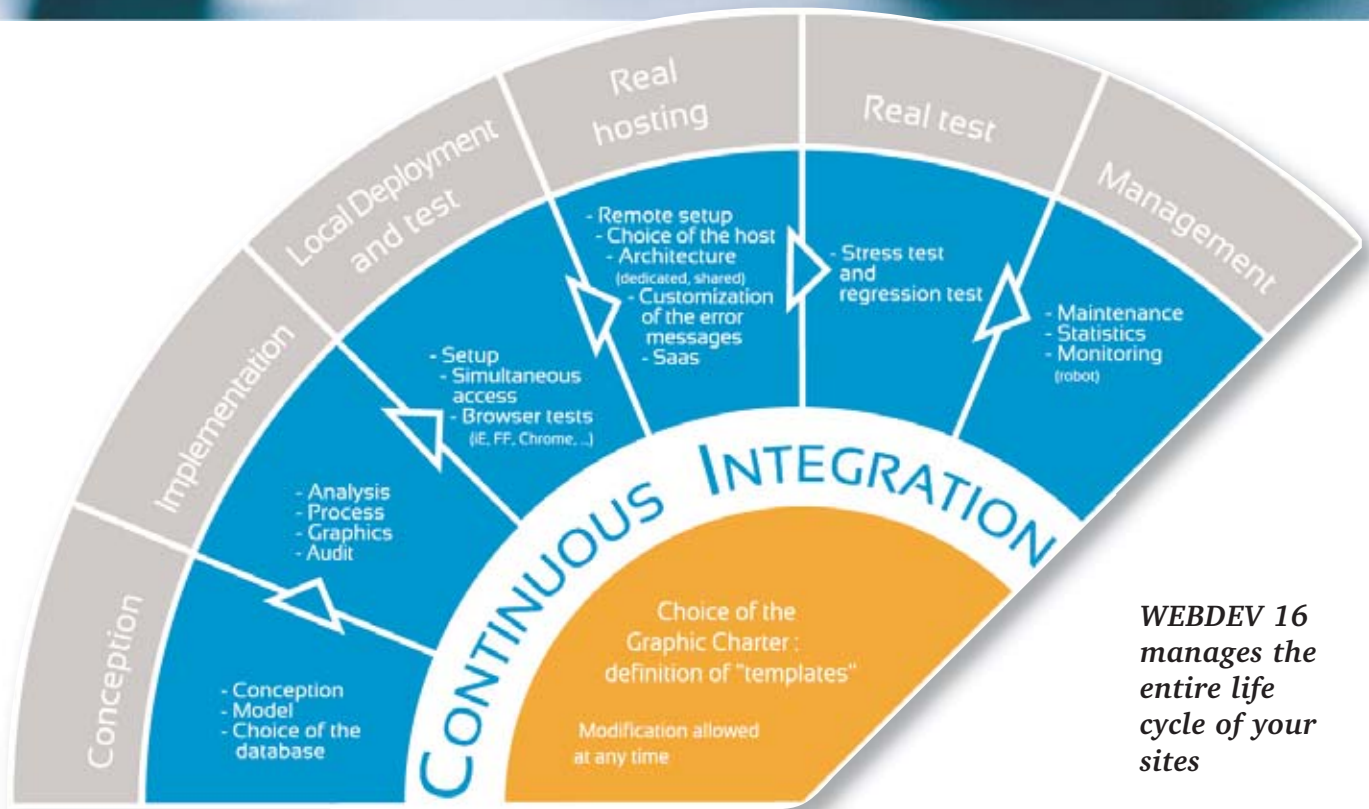 Conception
- Conception
- Model
- Choice of the
database
Implementation
- Analysis
- Process
- Graphics
- Audit
Local Deployment
and test
- Setup
- Simultaneous
access
- Browser tests
(iE, FF, Chrome, ...)
Real
hosting
- Remote setup
- Choice of the host
- Architecture
(dedicated, shared)
- Customization
of the error
messages
- Saas
Real test
- Stress test
and
regression test
Management
- Maintenance
- Statistics
- Monitoring
(robot)
CONTINUOUS INTEGRATION
Choice of the
Graphic Charter :
definition of "templates"
Modification allowed
at any time
WEBDEV 16
manages the
entire life
cycle of your
sites